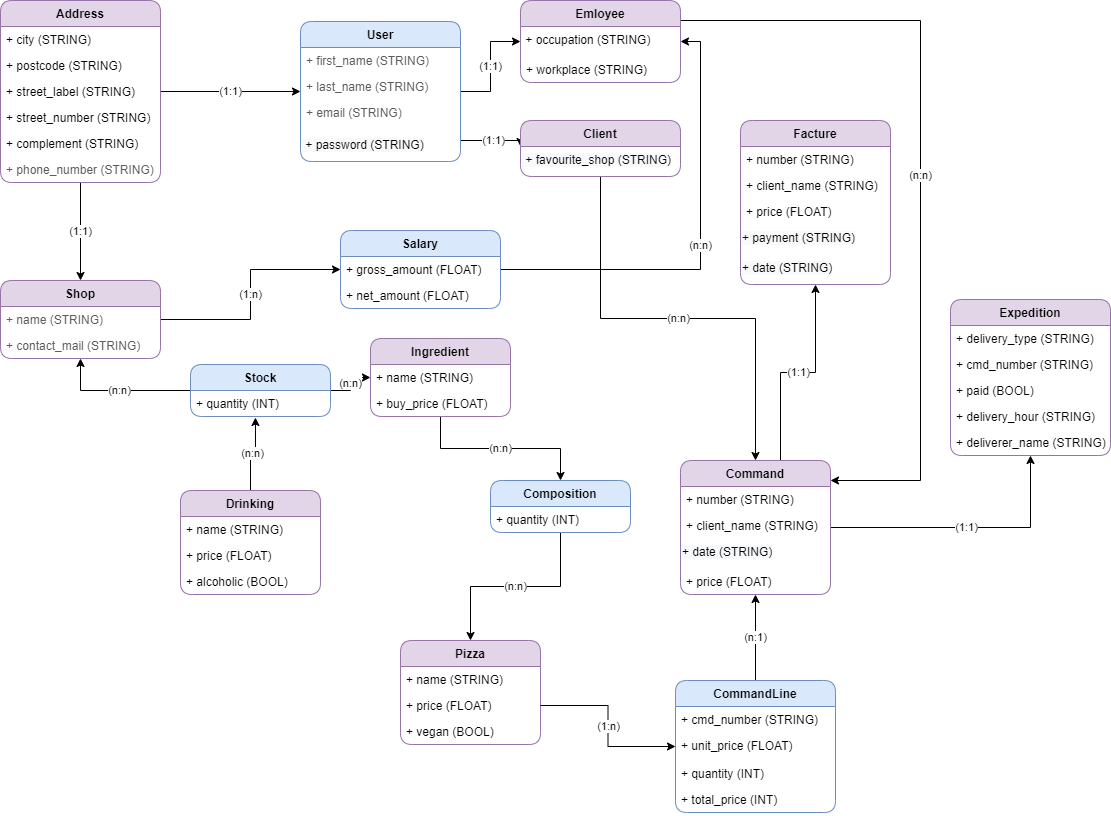 Address
+ city (STRING)
+ postcode (STRING)
+ street_label (STRING)
+ street_number (STRING)
+ complement (STRING)
+ phone_number (STRING)
(1:1)
(1:1)
User
+ first_name (STRING)
+ last_name (STRING)
+ email (STRING)
+ password (STRING)
(1:1)
(1:1)
Emloyee
+ occupation (STRING)
+ workplace (STRING)
Client
+ favourite_shop (STRING)
Facture
+ number (STRING)
+ client_name (STRING)
+ price (FLOAT)
+ payment (STRING)
+ date (STRING)
(n:n)
Salary
+ gross_amount (FLOAT)
+ net_amount (FLOAT)
(n:n)
Shop
+ name (STRING)
+ contact_mail (STRING)
(1:n)
(n:n)
Expedition
+ delivery_type (STRING)
+ cmd_number (STRING)
+ paid (BOOL)
+ delivery_hour (STRING)
+ deliverer_name (STRING)
Ingredient
+ name (STRING)
+ buy_price (FLOAT)
Stock
+ quantity (INT)
(n:n)
(n:n)
(1:1)
(n:n)
(n:n)
Drinking
+ name (STRING)
+ price (FLOAT)
+ alcoholic (BOOL)
Composition
+ quantity (INT)
(n:n)
Command
+ number (STRING)
+ client_name (STRING)
+ date (STRING)
+ price (FLOAT)
(1:1)
(n:1)
Pizza
+ name (STRING)
+ price (FLOAT)
+ vegan (BOOL)
(1:n)
CommandLine
+ cmd_number (STRING)
+ unit_price (FLOAT)
+ quantity (INT)
+ total_price (INT)